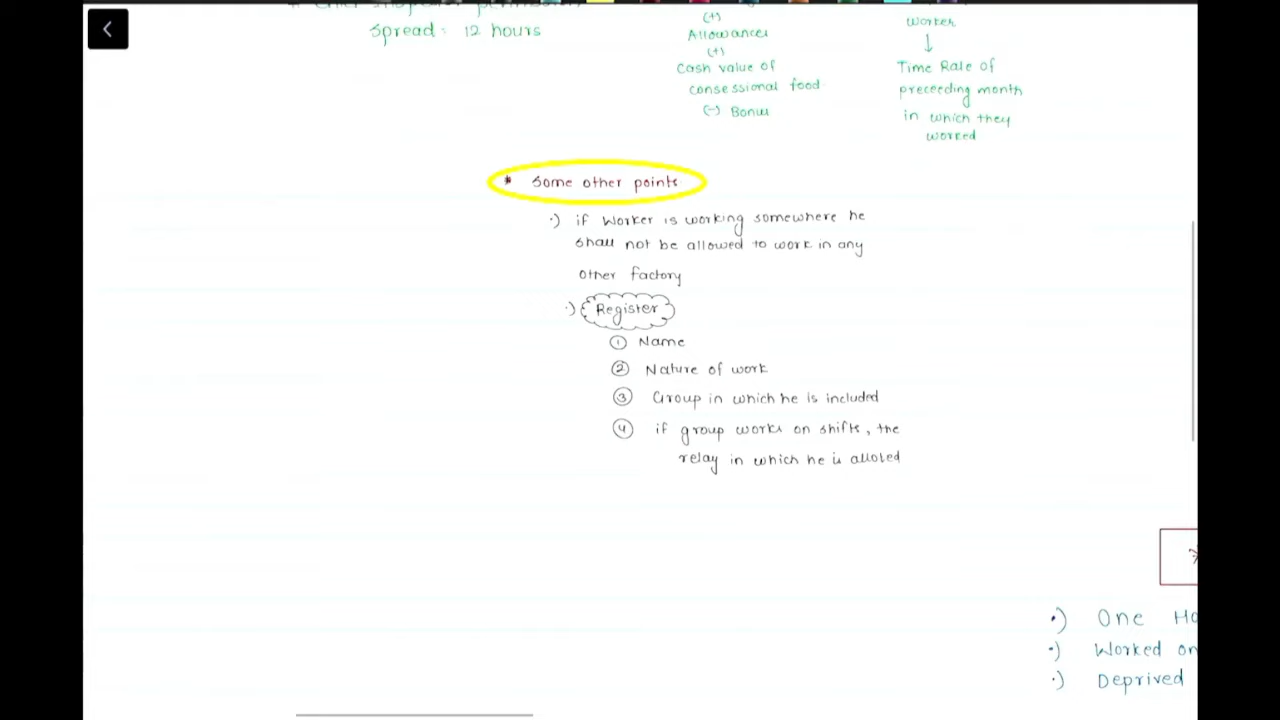 Spread: 12 hours
(+)
Allowances
(+)
Cash value of
consessional food
(-) Bonus
Worker
↓
Time Rate of
preceeding month
in which they
worked
* Some other points
·) if Worker is working somewhere he
shall not be allowed to work in any
other factory
·) Register
① Name
② Nature of work
③ Group in which he is included
④ if group works on shifts, the
relay in which he is alloted
·) One Ho
·) Worked on
·) Deprived